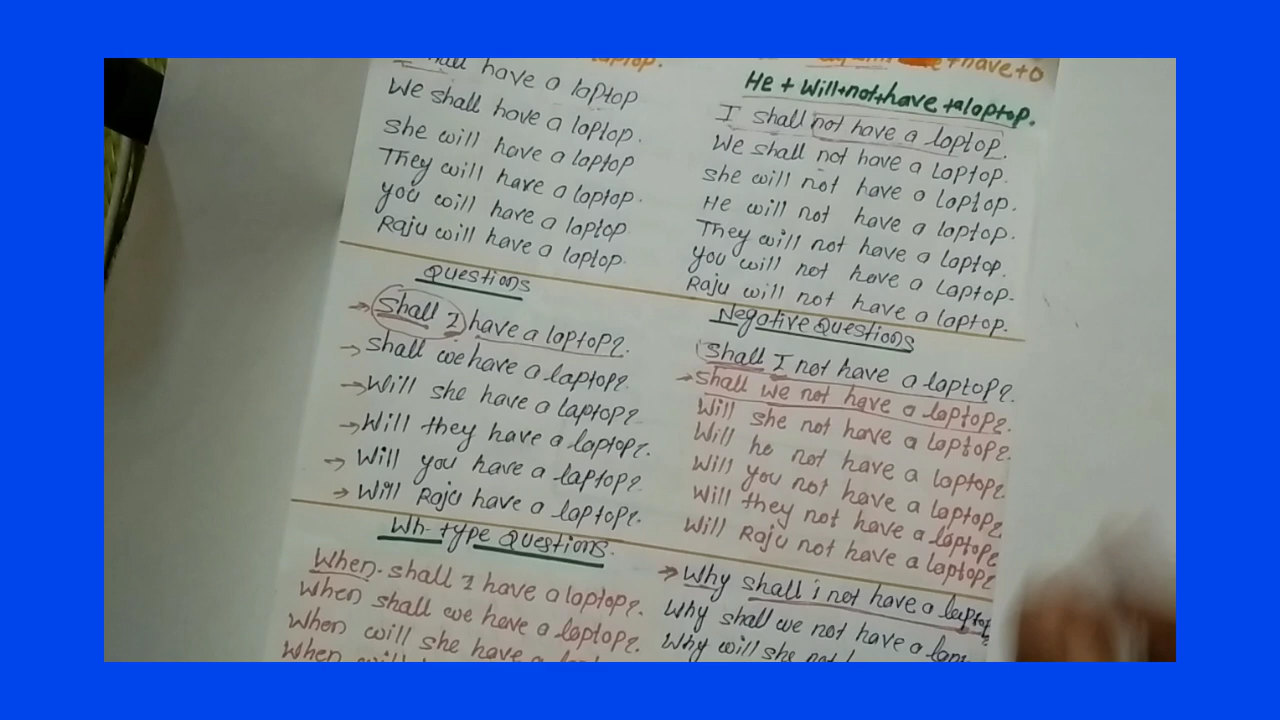 laptop.
I shall have a laptop
We shall have a laptop.
She will have a laptop
They will have a laptop.
you will have a laptop
Raju will have a laptop.
Questions
→ Shall I have a laptop?
→ Shall we have a laptop?
→ Will she have a laptop?
→ Will they have a laptop?
→ Will you have a laptop?
→ Will Raju have a laptop?
Wh- type Questions.
When shall I have a laptop?
When shall we have a laptop?
When will she have a
When will
+have+o
He + Will+not+have+a laptop.
I shall not have a laptop.
We shall not have a laptop.
She will not have a laptop.
He will not have a laptop.
They will not have a laptop.
you will not have a laptop.
Raju will not have a laptop.
Negative Questions
Shall I not have a laptop?
→ Shall we not have a laptop?
Will she not have a laptop?
Will he not have a laptop?
Will you not have a laptop?
Will they not have a laptop?
Will Raju not have a laptop?
→ Why shall i not have a laptop
Why shall we not have a
Why will she not